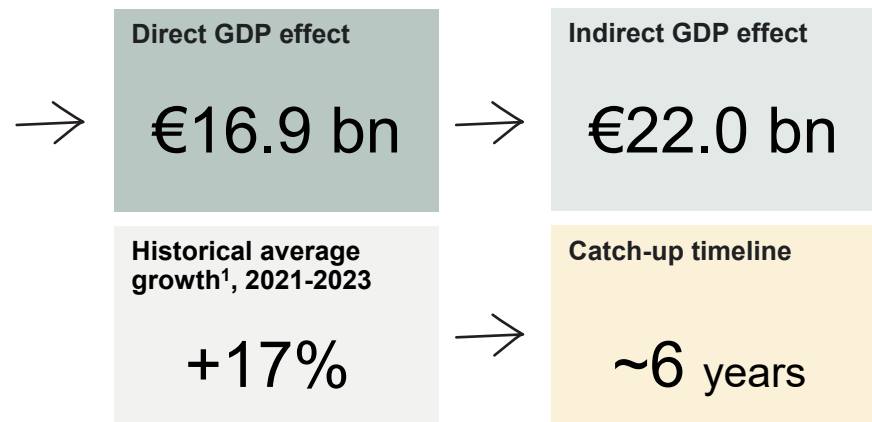 Direct GDP effect
€16.9 bn
Indirect GDP effect
€22.0 bn
Historical average
growth¹, 2021-2023
+17%
Catch-up timeline
~6 years